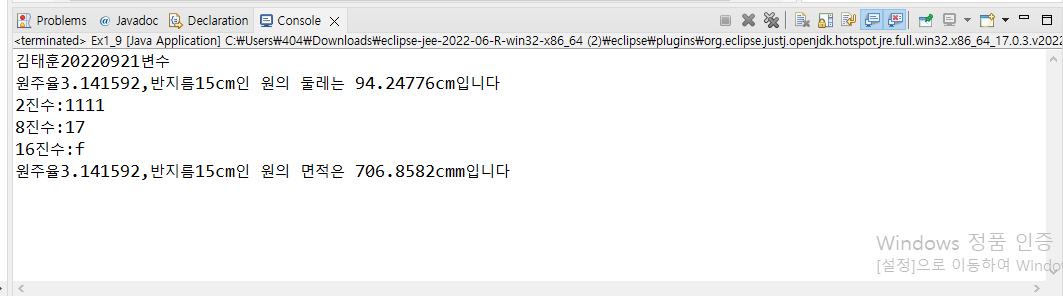 Problems @ Javadoc Declaration Console
<terminated> Ex1_9 [Java Application] C:₩Users₩404₩Downloads₩eclipse-jee-2022-06-R-win32-x86_64 (2)₩eclipse₩plugins₩org.eclipse.justj.openjdk.hotspot.jre.full.win32.x86_64_17.0.3.v2022
김태훈20220921변수
원주율3.141592,반지름15cm인 원의 둘레는 94.24776cm입니다
2진수:1111
8진수:17
16진수:f
원주율3.141592,반지름15cm인 원의 면적은 706.8582cmm입니다
Windows 정품 인증
[설정]으로 이동하여 Windo